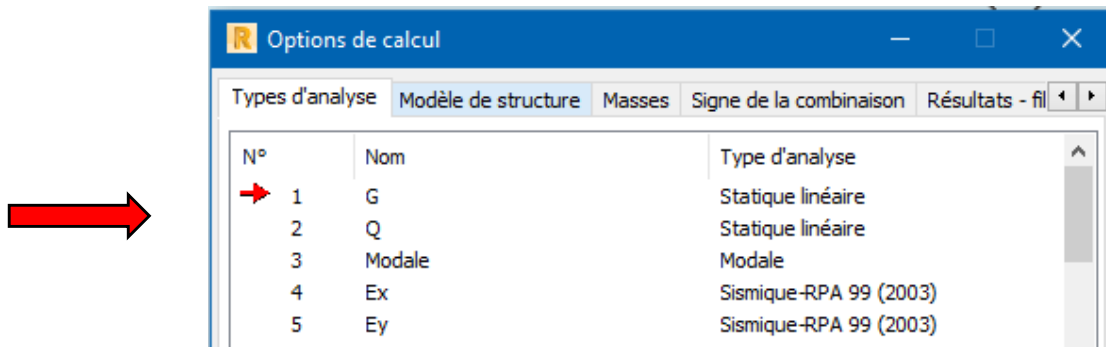 Options de calcul
Types d'analyse Modèle de structure Masses Signe de la combinaison Résultats - fil
N° Nom Type d'analyse
1 G Statique linéaire
2 Q Statique linéaire
3 Modale Modale
4 Ex Sismique-RPA 99 (2003)
5 Ey Sismique-RPA 99 (2003)